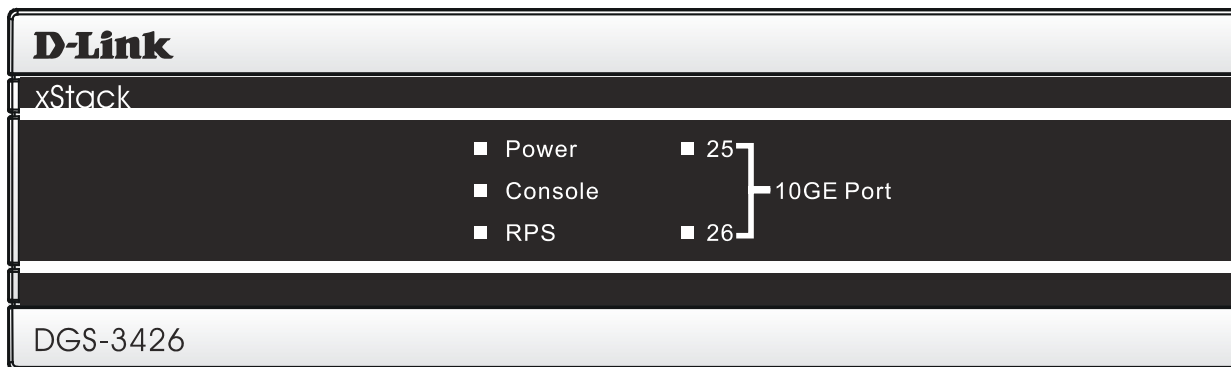 D-Link
xStack
Power
Console
RPS
25
26
10GE Port
DGS-3426